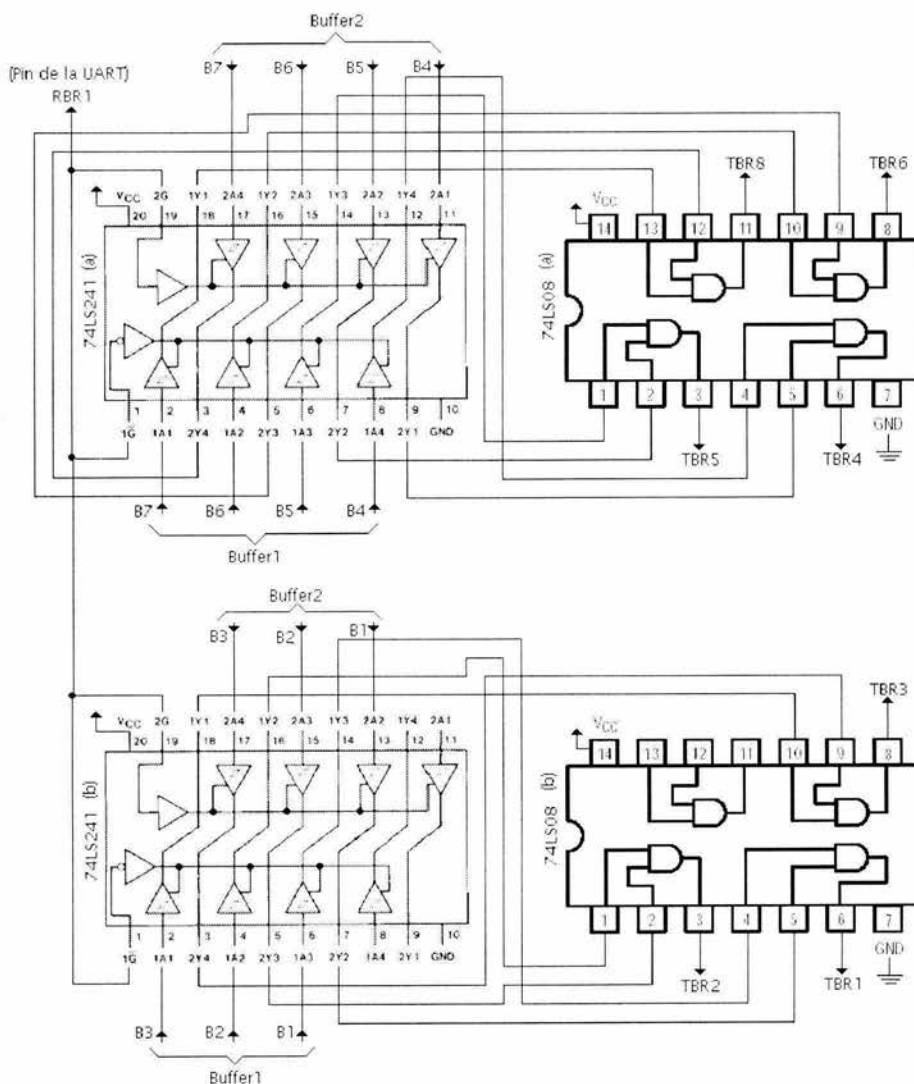 Buffer2
B7 B6 B5 B4
(Pin de la UART)
RBR1
TBR8 TBR6
VCC 2G 1Y1 2A4 1Y2 2A3 1Y3 2A2 1Y4 2A1
20 19 18 17 16 15 14 13 12 11
VCC
14 13 12 11 10 9 8
74LS241 (a)
74LS08 (a)
1 2 3 4 5 6 7 8 9 10
1G 1A1 2Y4 1A2 2Y3 1A3 2Y2 1A4 2Y1 GND
1 2 3 4 5 6 7
GND
TBR5 TBR4
B7 B6 B5 B4
Buffer1
Buffer2
B3 B2 B1
TBR3
VCC 2G 1Y1 2A4 1Y2 2A3 1Y3 2A2 1Y4 2A1
20 19 18 17 16 15 14 13 12 11
VCC
14 13 12 11 10 9 8
74LS241 (b)
74LS08 (b)
1 2 3 4 5 6 7 8 9 10
1G 1A1 2Y4 1A2 2Y3 1A3 2Y2 1A4 2Y1 GND
1 2 3 4 5 6 7
GND
TBR2 TBR1
B3 B2 B1
Buffer1